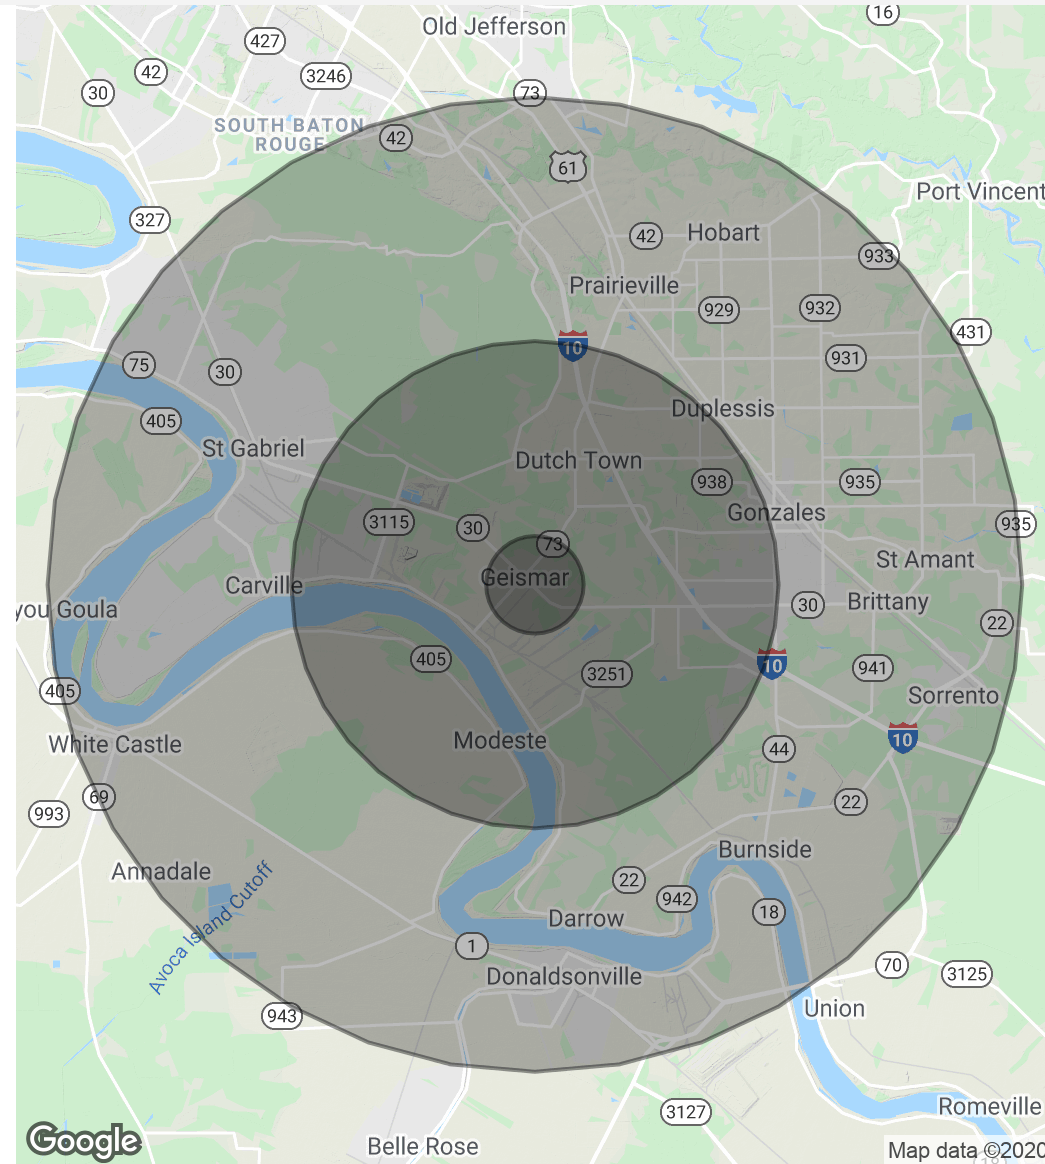 Old Jefferson
16
427
42
3246
30
73
SOUTH BATON
ROUGE
42
61
Port Vincent
327
42
Hobart
933
Prairieville
929
932
431
10
931
75
30
405
Duplessis
St Gabriel
Dutch Town
938
935
Gonzales
3115
30
935
73
St Amant
Geismar
Carville
30
Brittany
you Goula
22
405
10
941
3251
405
Sorrento
White Castle
Modeste
10
44
69
22
993
Burnside
Annadale
22
942
18
Darrow
Avoca Island Cutoff
1
70
3125
Donaldsonville
Union
943
3127
Romeville
Google
Belle Rose
Map data ©2020